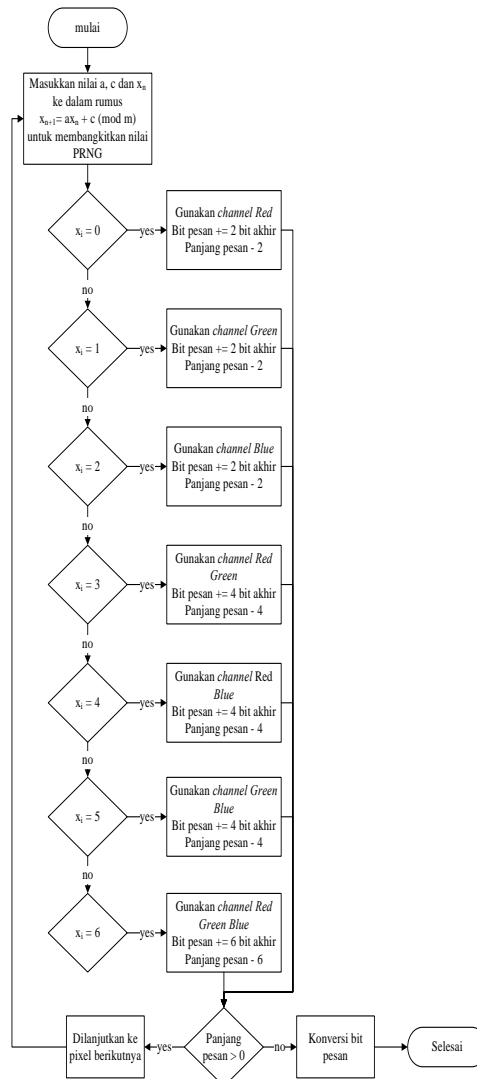 mulai
Masukkan nilai a, c dan xₙ
ke dalam rumus
xₙ₊₁= axₙ + c (mod m)
untuk membangkitkan nilai
PRNG
xᵢ = 0
yes
Gunakan channel Red
Bit pesan += 2 bit akhir
Panjang pesan - 2
no
xᵢ = 1
yes
Gunakan channel Green
Bit pesan += 2 bit akhir
Panjang pesan - 2
no
xᵢ = 2
yes
Gunakan channel Blue
Bit pesan += 2 bit akhir
Panjang pesan - 2
no
xᵢ = 3
yes
Gunakan channel Red
Green
Bit pesan += 4 bit akhir
Panjang pesan - 4
no
xᵢ = 4
yes
Gunakan channel Red
Blue
Bit pesan += 4 bit akhir
Panjang pesan - 4
no
xᵢ = 5
yes
Gunakan channel Green
Blue
Bit pesan += 4 bit akhir
Panjang pesan - 4
no
xᵢ = 6
yes
Gunakan channel Red
Green Blue
Bit pesan += 6 bit akhir
Panjang pesan - 6
Dilanjutkan ke
pixel berikutnya
yes
Panjang
pesan > 0
no
Konversi bit
pesan
Selesai